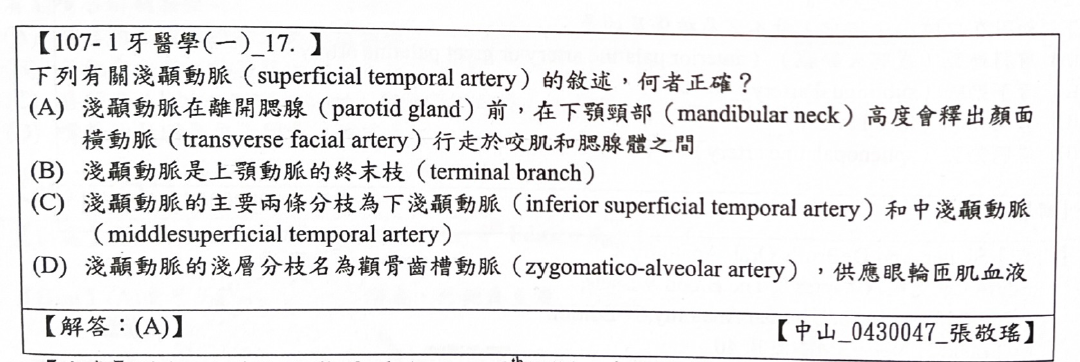 【107-1 牙醫學(一)_17. 】
下列有關淺顳動脈（superficial temporal artery）的敘述，何者正確？
(A) 淺顳動脈在離開腮腺（parotid gland）前，在下顎頸部（mandibular neck）高度會釋出顏面
橫動脈（transverse facial artery）行走於咬肌和腮腺體之間
(B) 淺顳動脈是上顎動脈的終末枝（terminal branch）
(C) 淺顳動脈的主要兩條分枝為下淺顳動脈（inferior superficial temporal artery）和中淺顳動脈
（middlesuperficial temporal artery）
(D) 淺顳動脈的淺層分枝名為顴骨齒槽動脈（zygomatico-alveolar artery），供應眼輪匝肌血液
【解答：(A)】
【中山_0430047_張敬瑤】